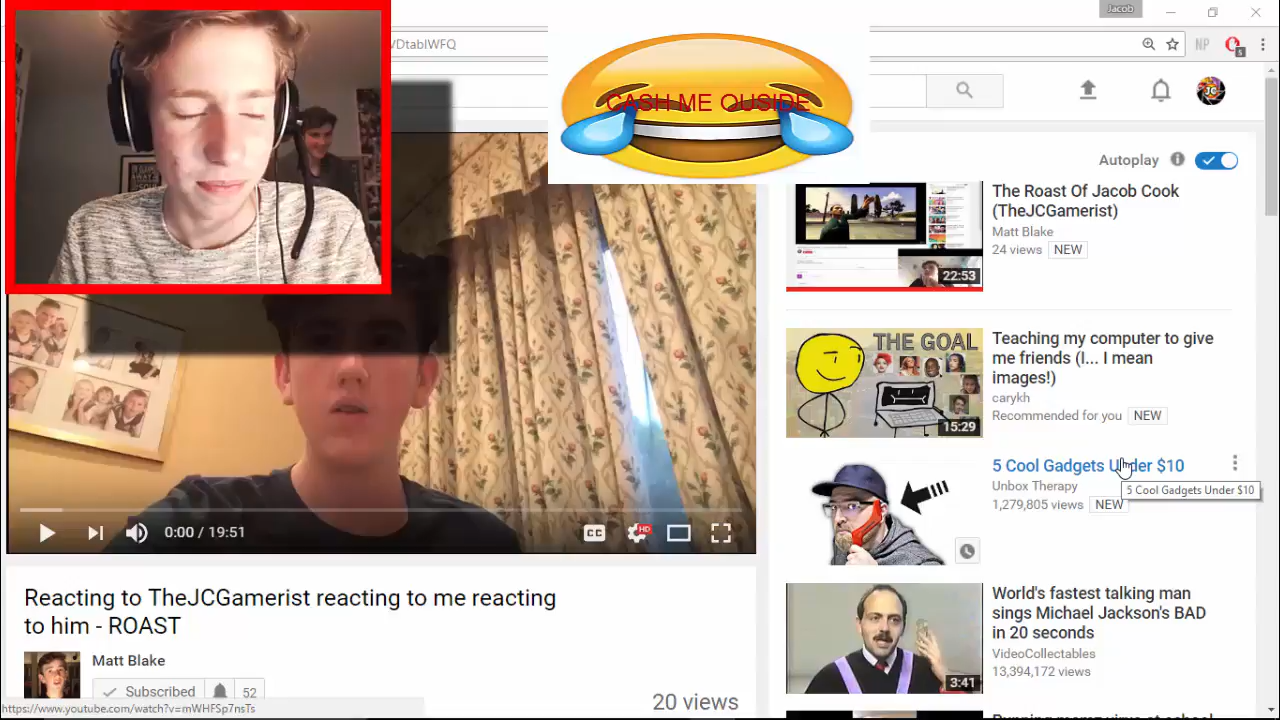 Jacob
VDtablWFQ
NP
5
CASH ME OUSIDE
JC
Autoplay
The Roast Of Jacob Cook
(TheJCGamerist)
Matt Blake
24 views NEW
22:53
THE GOAL
15:29
Teaching my computer to give
me friends (I... I mean
images!)
carykh
Recommended for you NEW
5 Cool Gadgets Under $10
Unbox Therapy
1,279,805 views NEW
5 Cool Gadgets Under $10
World's fastest talking man
sings Michael Jackson's BAD
in 20 seconds
VideoCollectables
13,394,172 views
3:41
0:00 / 19:51
CC
HD
Reacting to TheJCGamerist reacting to me reacting
to him - ROAST
Matt Blake
Subscribed 52
20 views
https://www.youtube.com/watch?v=mWHFSp7nsTs